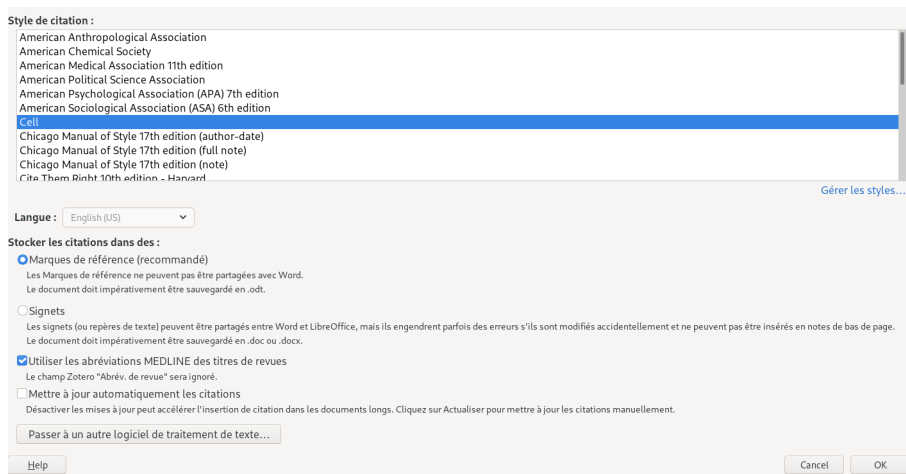 Style de citation :
American Anthropological Association
American Chemical Society
American Medical Association 11th edition
American Political Science Association
American Psychological Association (APA) 7th edition
American Sociological Association (ASA) 6th edition
Cell
Chicago Manual of Style 17th edition (author-date)
Chicago Manual of Style 17th edition (full note)
Chicago Manual of Style 17th edition (note)
Cite Them Right 10th edition - Harvard
Gérer les styles...
Langue : English (US)
Stocker les citations dans des :
Marques de référence (recommandé)
Les Marques de référence ne peuvent pas être partagées avec Word.
Le document doit impérativement être sauvegardé en .odt.
Signets
Les signets (ou repères de texte) peuvent être partagés entre Word et LibreOffice, mais ils engendrent parfois des erreurs s'ils sont modifiés accidentellement et ne peuvent pas être insérés en notes de bas de page.
Le document doit impérativement être sauvegardé en .doc ou .docx.
Utiliser les abréviations MEDLINE des titres de revues
Le champ Zotero "Abrév. de revue" sera ignoré.
Mettre à jour automatiquement les citations
Désactiver les mises à jour peut accélérer l'insertion de citation dans les documents longs. Cliquez sur Actualiser pour mettre à jour les citations manuellement.
Passer à un autre logiciel de traitement de texte...
Help Cancel OK